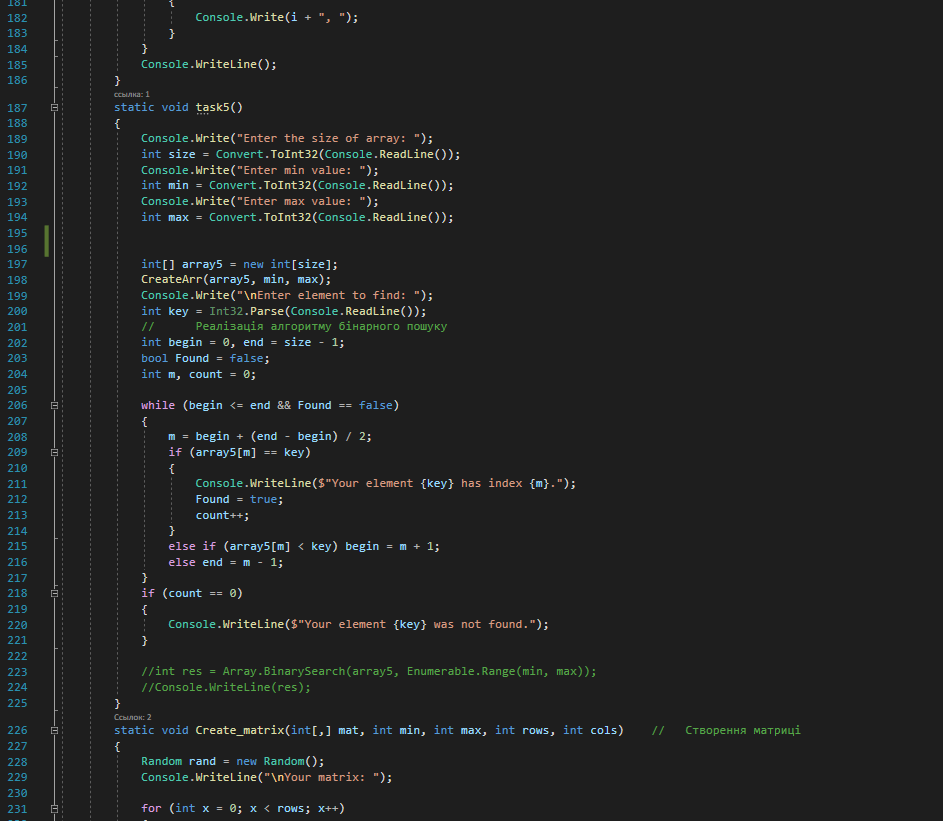 181 {
182 Console.Write(i + ", ");
183 }
184 }
185 Console.WriteLine();
186 }
ссылка: 1
187 static void task5()
188 {
189 Console.Write("Enter the size of array: ");
190 int size = Convert.ToInt32(Console.ReadLine());
191 Console.Write("Enter min value: ");
192 int min = Convert.ToInt32(Console.ReadLine());
193 Console.Write("Enter max value: ");
194 int max = Convert.ToInt32(Console.ReadLine());
195
196
197 int[] array5 = new int[size];
198 CreateArr(array5, min, max);
199 Console.Write("\nEnter element to find: ");
200 int key = Int32.Parse(Console.ReadLine());
201 // Реалізація алгоритму бінарного пошуку
202 int begin = 0, end = size - 1;
203 bool Found = false;
204 int m, count = 0;
205
206 while (begin <= end && Found == false)
207 {
208 m = begin + (end - begin) / 2;
209 if (array5[m] == key)
210 {
211 Console.WriteLine($"Your element {key} has index {m}.");
212 Found = true;
213 count++;
214 }
215 else if (array5[m] < key) begin = m + 1;
216 else end = m - 1;
217 }
218 if (count == 0)
219 {
220 Console.WriteLine($"Your element {key} was not found.");
221 }
222
223 //int res = Array.BinarySearch(array5, Enumerable.Range(min, max));
224 //Console.WriteLine(res);
225 }
Ссылок: 2
226 static void Create_matrix(int[,] mat, int min, int max, int rows, int cols) // Створення матриці
227 {
228 Random rand = new Random();
229 Console.WriteLine("\nYour matrix: ");
230
231 for (int x = 0; x < rows; x++)